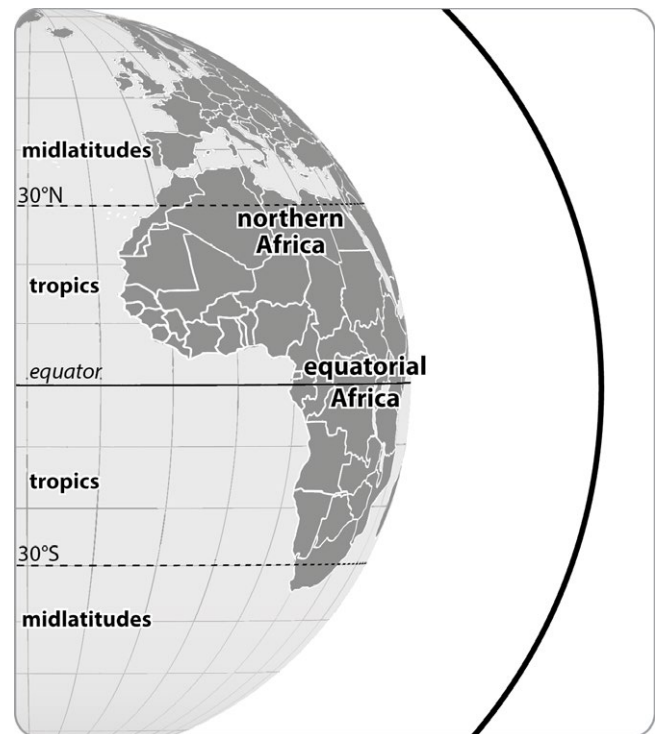 midlatitudes
30°N
northern
Africa
tropics
equator
equatorial
Africa
tropics
30°S
midlatitudes